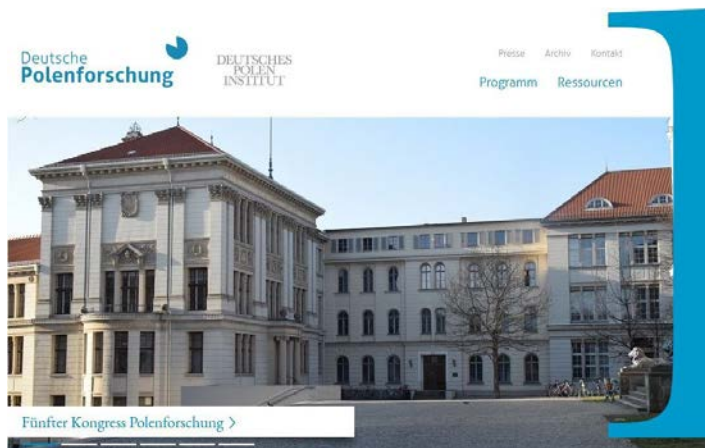 Deutsche
Polenforschung
DEUTSCHES
POLEN
INSTITUT
Presse Archiv Kontakt
Programm Ressourcen
Fünfter Kongress Polenforschung >